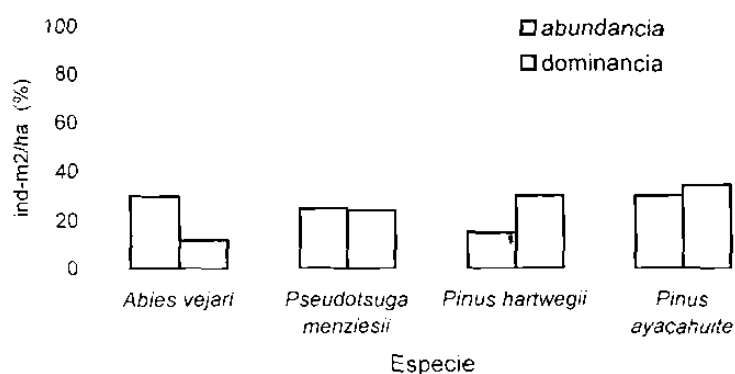 100
80
60
40
20
0
ind-m2/ha (%)
abundancia
dominancia
Abies vejari
Pseudotsuga
menziesii
Pinus hartwegii
Pinus
ayacahuite
Especie